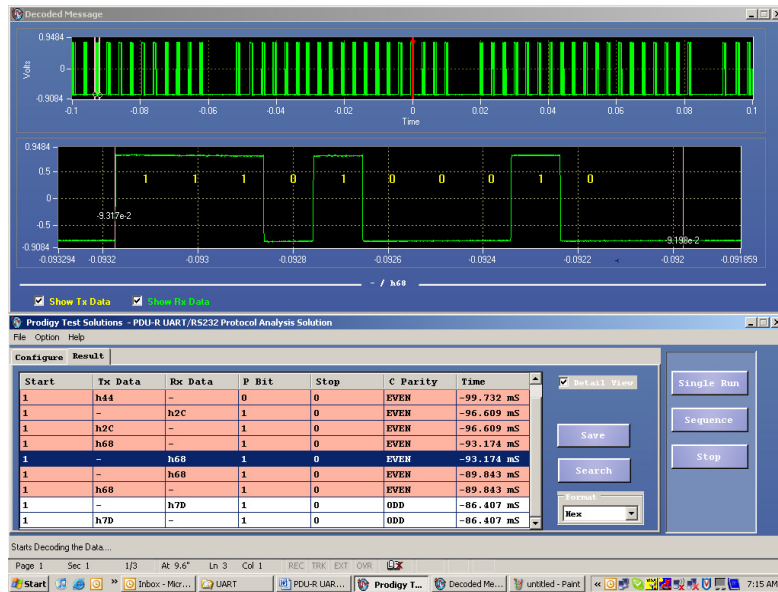 Decoded Message
0.9484
Volts
0
-0.9084
-0.1 -0.08 -0.06 -0.04 -0.02 0 0.02 0.04 0.06 0.08 0.1
Time
0.9484
0.5
0
-0.5
-0.9084
1 1 1 0 1 0 0 0 1 0
-9.317e-2
-9.198e-2
-0.093294 -0.0932 -0.093 -0.0928 -0.0926 -0.0924 -0.0922 -0.092 -0.091859
- / h68
Show Tx Data Show Rx Data
Prodigy Test Solutions - PDU-R UART/RS232 Protocol Analysis Solution
File Option Help
Configure Result
Start Tx Data Rx Data P Bit Stop C Parity Time
1 h44 - 0 0 EVEN -99.732 mS
1 - h2C 1 0 EVEN -96.609 mS
1 h2C - 1 0 EVEN -96.609 mS
1 h68 - 1 0 EVEN -93.174 mS
1 - h68 1 0 EVEN -93.174 mS
1 - h68 1 0 EVEN -89.843 mS
1 h68 - 1 0 EVEN -89.843 mS
1 - h7D 1 0 ODD -86.407 mS
1 h7D - 1 0 ODD -86.407 mS
Detail View
Save
Search
Format
Hex
Single Run
Sequence
Stop
Starts Decoding the Data....
Page 1 Sec 1 1/3 At 9.6" Ln 3 Col 1 REC TRK EXT OVR
Start » Inbox - Micr... UART PDU-R UAR... Prodigy T... Decoded Me... untitled - Paint « 7:15 AM